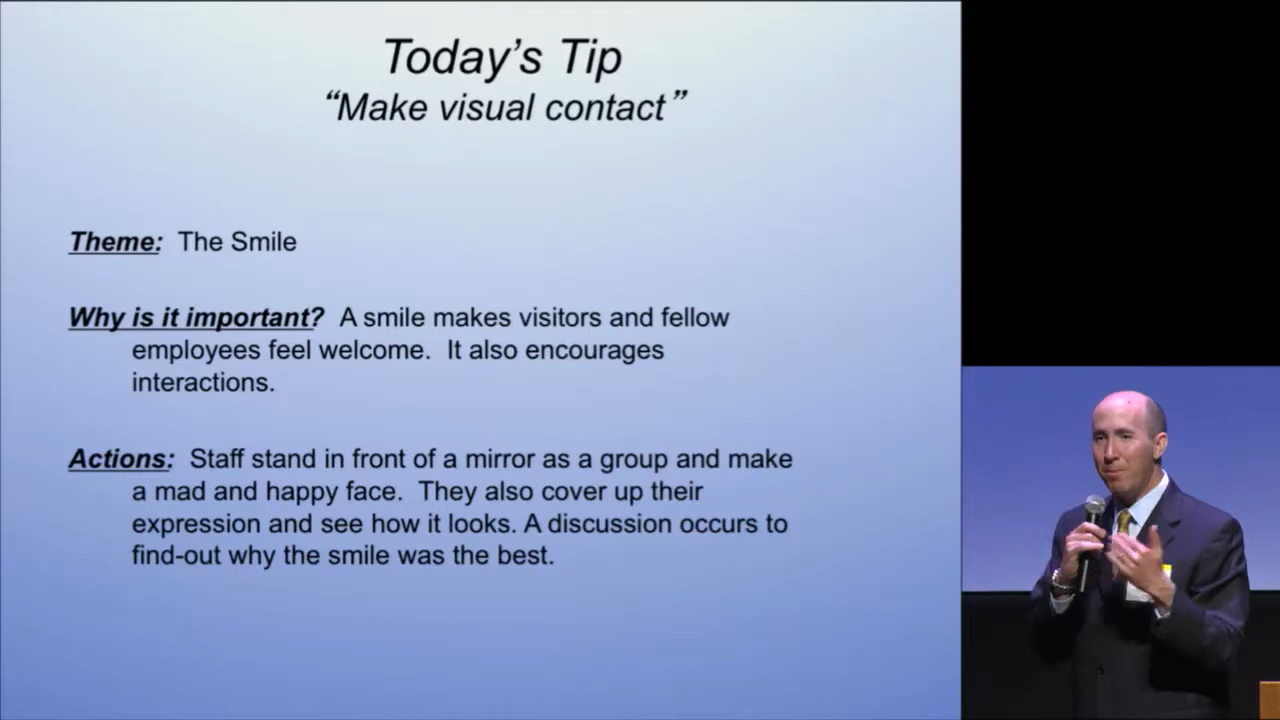 Today’s Tip
“Make visual contact”
Theme: The Smile
Why is it important? A smile makes visitors and fellow
employees feel welcome. It also encourages
interactions.
Actions: Staff stand in front of a mirror as a group and make
a mad and happy face. They also cover up their
expression and see how it looks. A discussion occurs to
find-out why the smile was the best.